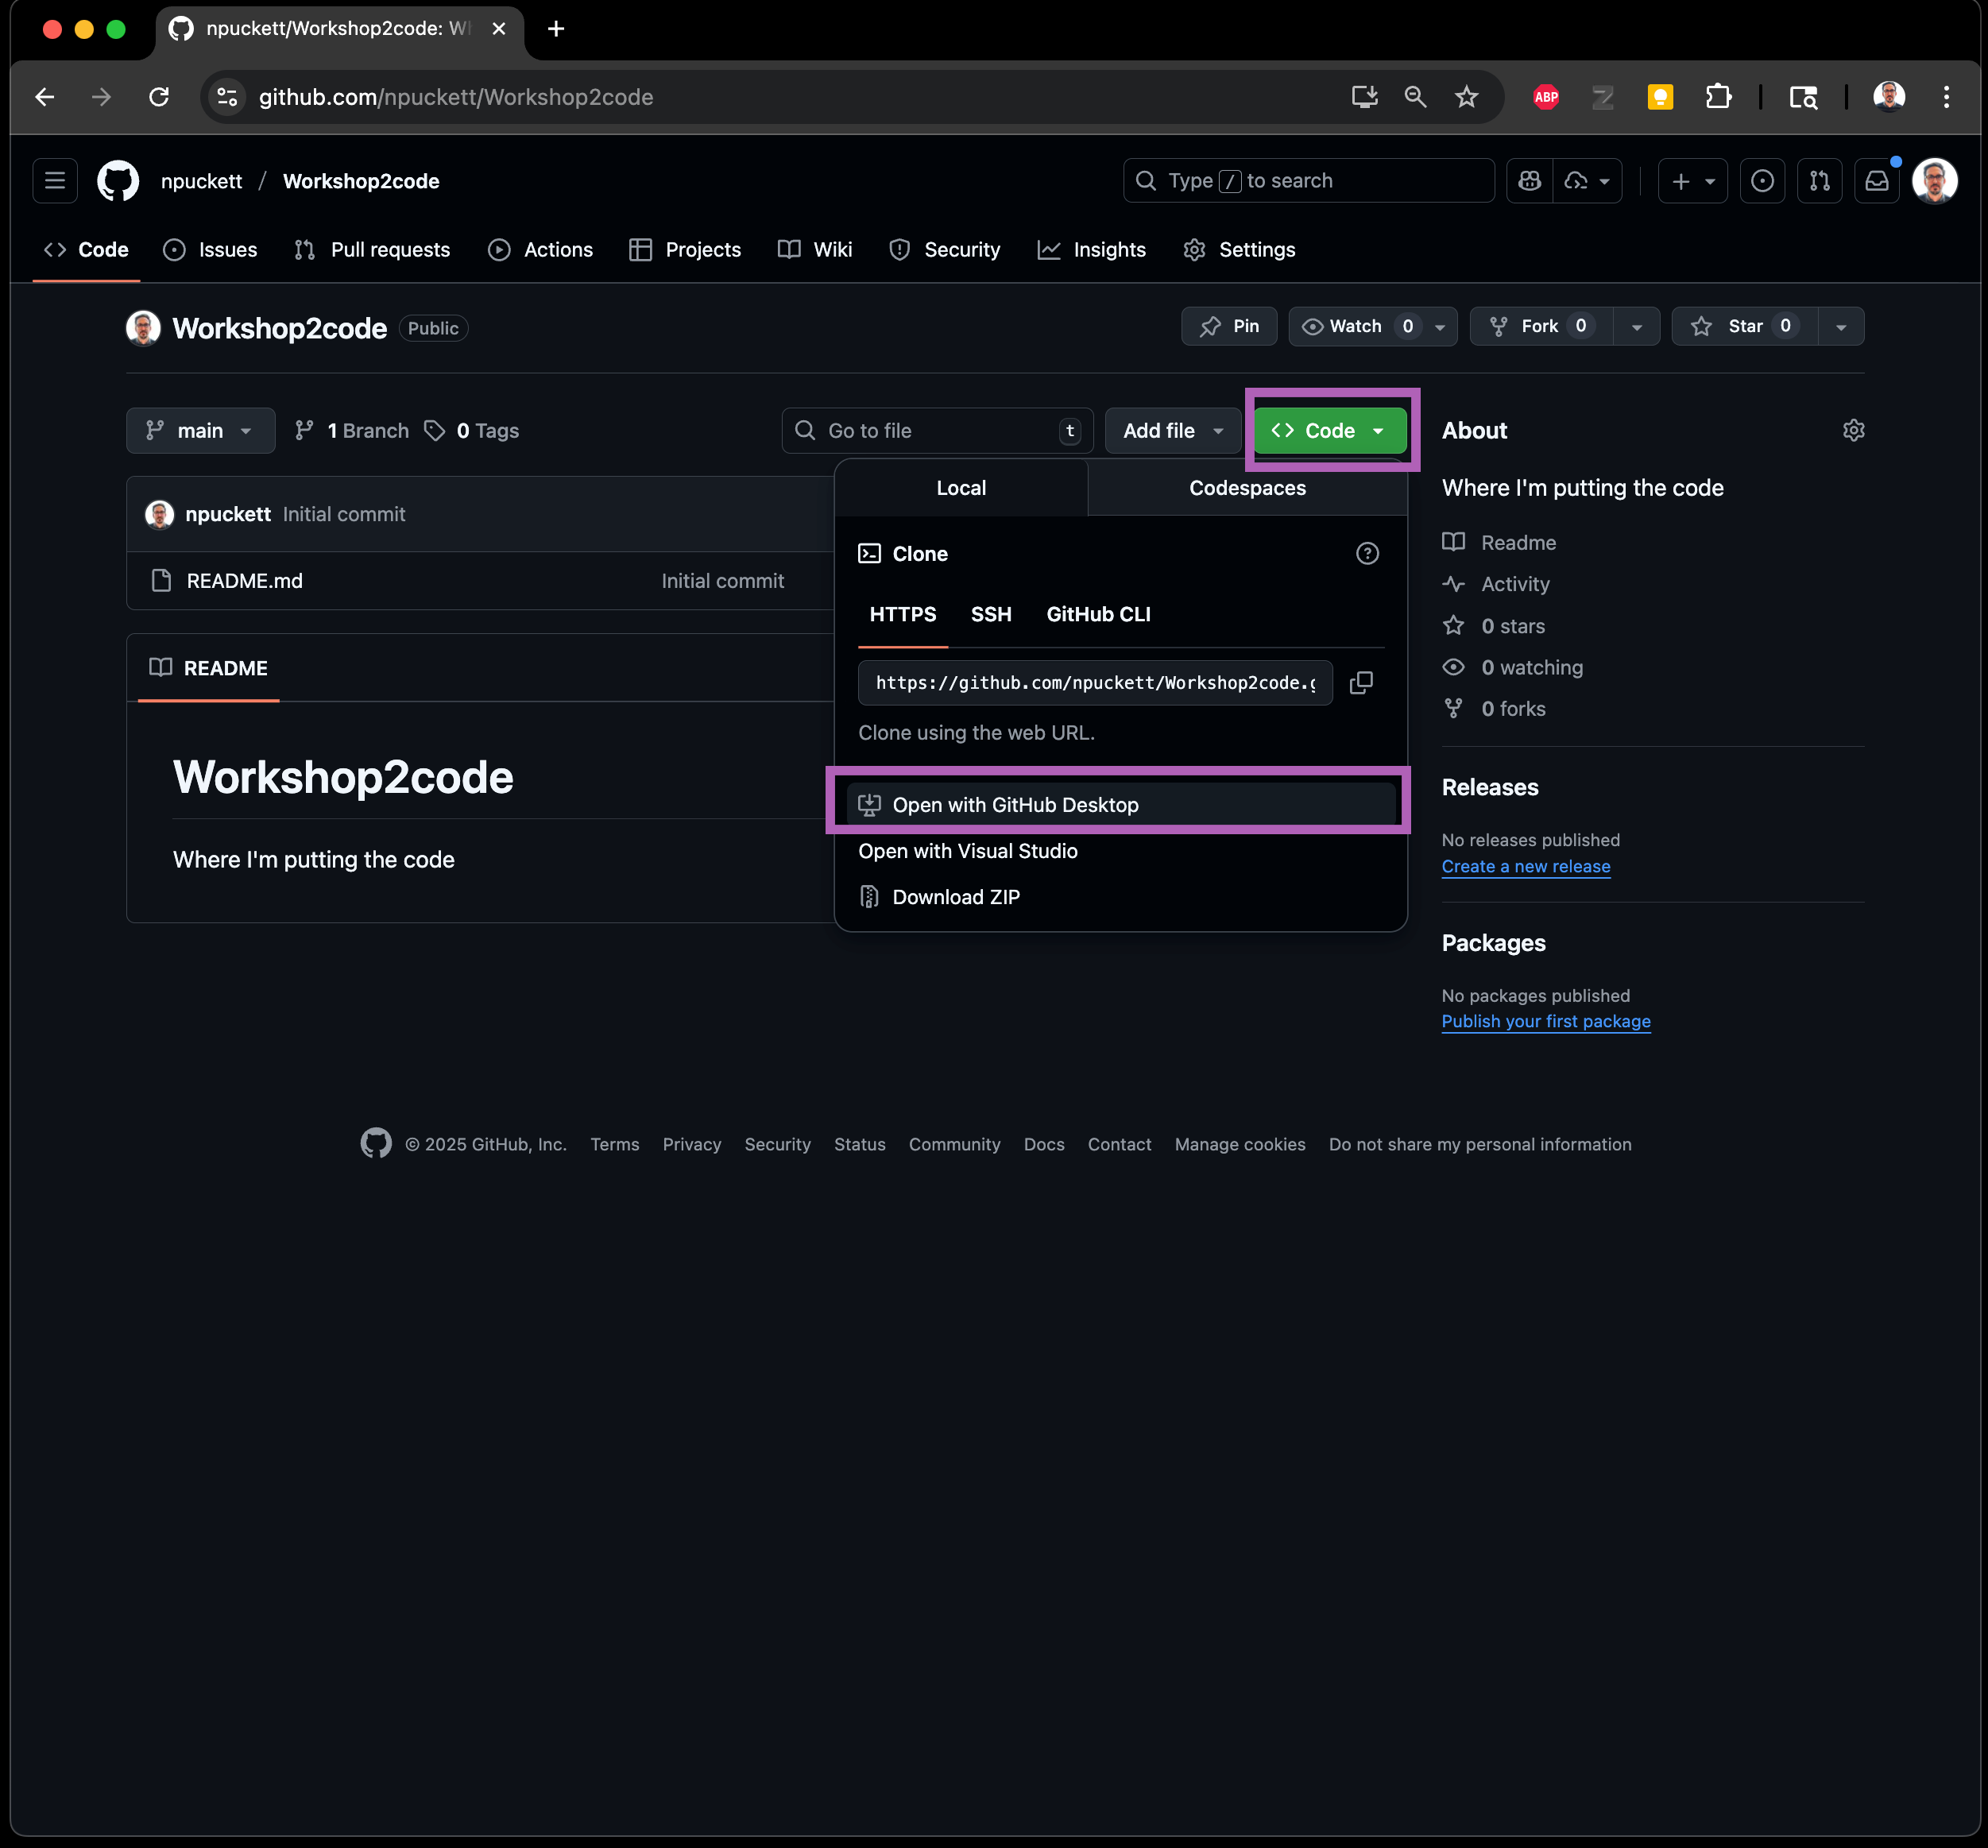 npuckett/Workshop2code: W
github.com/npuckett/Workshop2code
ABP
npuckett / Workshop2code
Type / to search
Code Issues Pull requests Actions Projects Wiki Security Insights Settings
Workshop2code Public
Pin Watch 0 Fork 0 Star 0
main 1 Branch 0 Tags
Go to file t
Add file
Code
About
Local Codespaces
Where I'm putting the code
npuckett Initial commit
Clone
Readme
README.md Initial commit
Activity
HTTPS SSH GitHub CLI
0 stars
README
0 watching
https://github.com/npuckett/Workshop2code.g
0 forks
Clone using the web URL.
Workshop2code
Releases
Open with GitHub Desktop
No releases published
Open with Visual Studio
Where I'm putting the code
Create a new release
Download ZIP
Packages
No packages published
Publish your first package
© 2025 GitHub, Inc. Terms Privacy Security Status Community Docs Contact Manage cookies Do not share my personal information